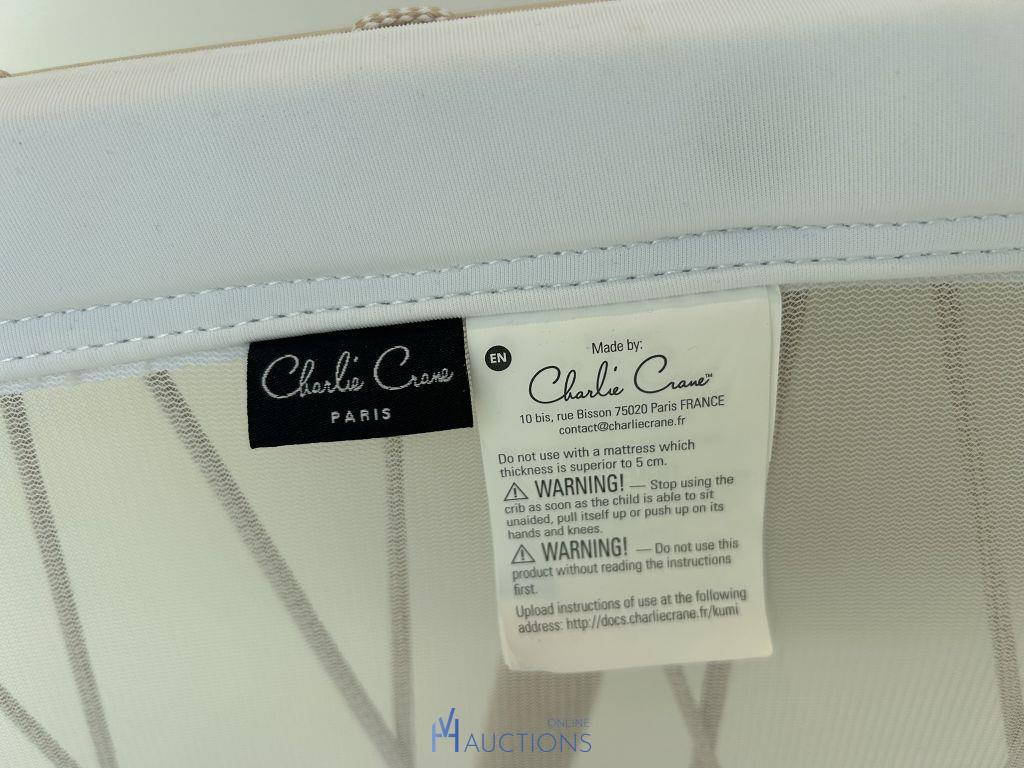 Charlie Crane
PARIS
EN
Made by:
Charlie Crane™
10 bis, rue Bisson 75020 Paris FRANCE
contact@charliecrane.fr
Do not use with a mattress which
thickness is superior to 5 cm.
⚠ WARNING! — Stop using the
crib as soon as the child is able to sit
unaided, pull itself up or push up on its
hands and knees.
⚠ WARNING! — Do not use this
product without reading the instructions
first.
Upload instructions of use at the following
address: http://docs.charliecrane.fr/kumi
VH ONLINE
AUCTIONS